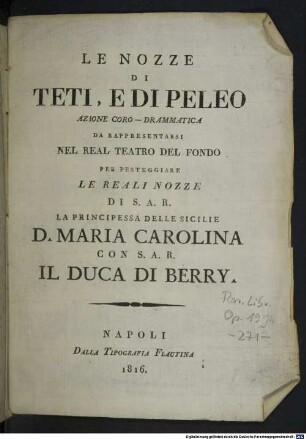 LE NOZZE
DI
TETI, E DI PELEO
AZIONE CORO - DRAMMATICA
DA RAPPRESENTARSI
NEL REAL TEATRO DEL FONDO
PER FESTEGGIARE
LE REALI NOZZE
DI S. A. R.
LA PRINCIPESSA DELLE SICILIE
D. MARIA CAROLINA
CON S. A. R.
IL DUCA DI BERRY.
NAPOLI
DALLA TIPOGRAFIA FLAUTINA
1816.
-271-